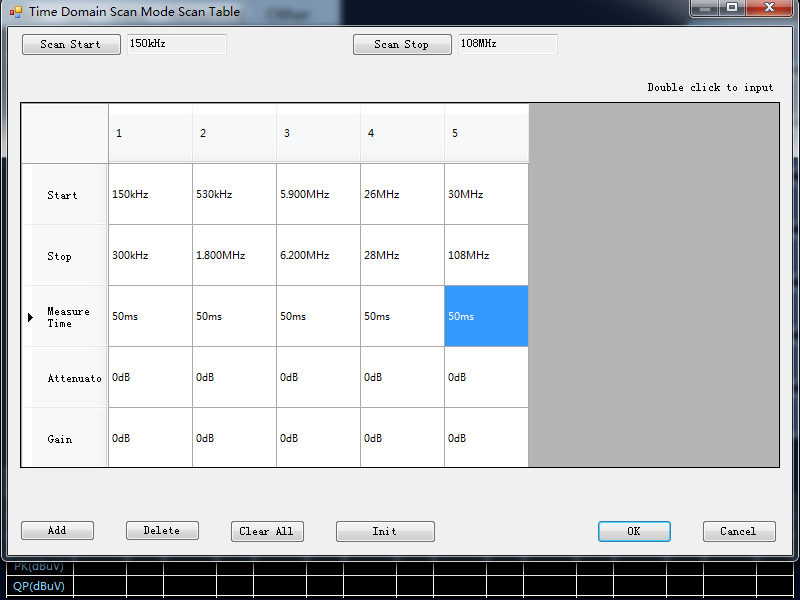 Time Domain Scan Mode Scan Table
Scan Start 150kHz Scan Stop 108MHz
Double click to input
1 2 3 4 5
Start 150kHz 530kHz 5.900MHz 26MHz 30MHz
Stop 300kHz 1.800MHz 6.200MHz 28MHz 108MHz
Measure
Time 50ms 50ms 50ms 50ms 50ms
Attenuato 0dB 0dB 0dB 0dB 0dB
Gain 0dB 0dB 0dB 0dB 0dB
Add Delete Clear All Init OK Cancel
PK(dBuV)
QP(dBuV)